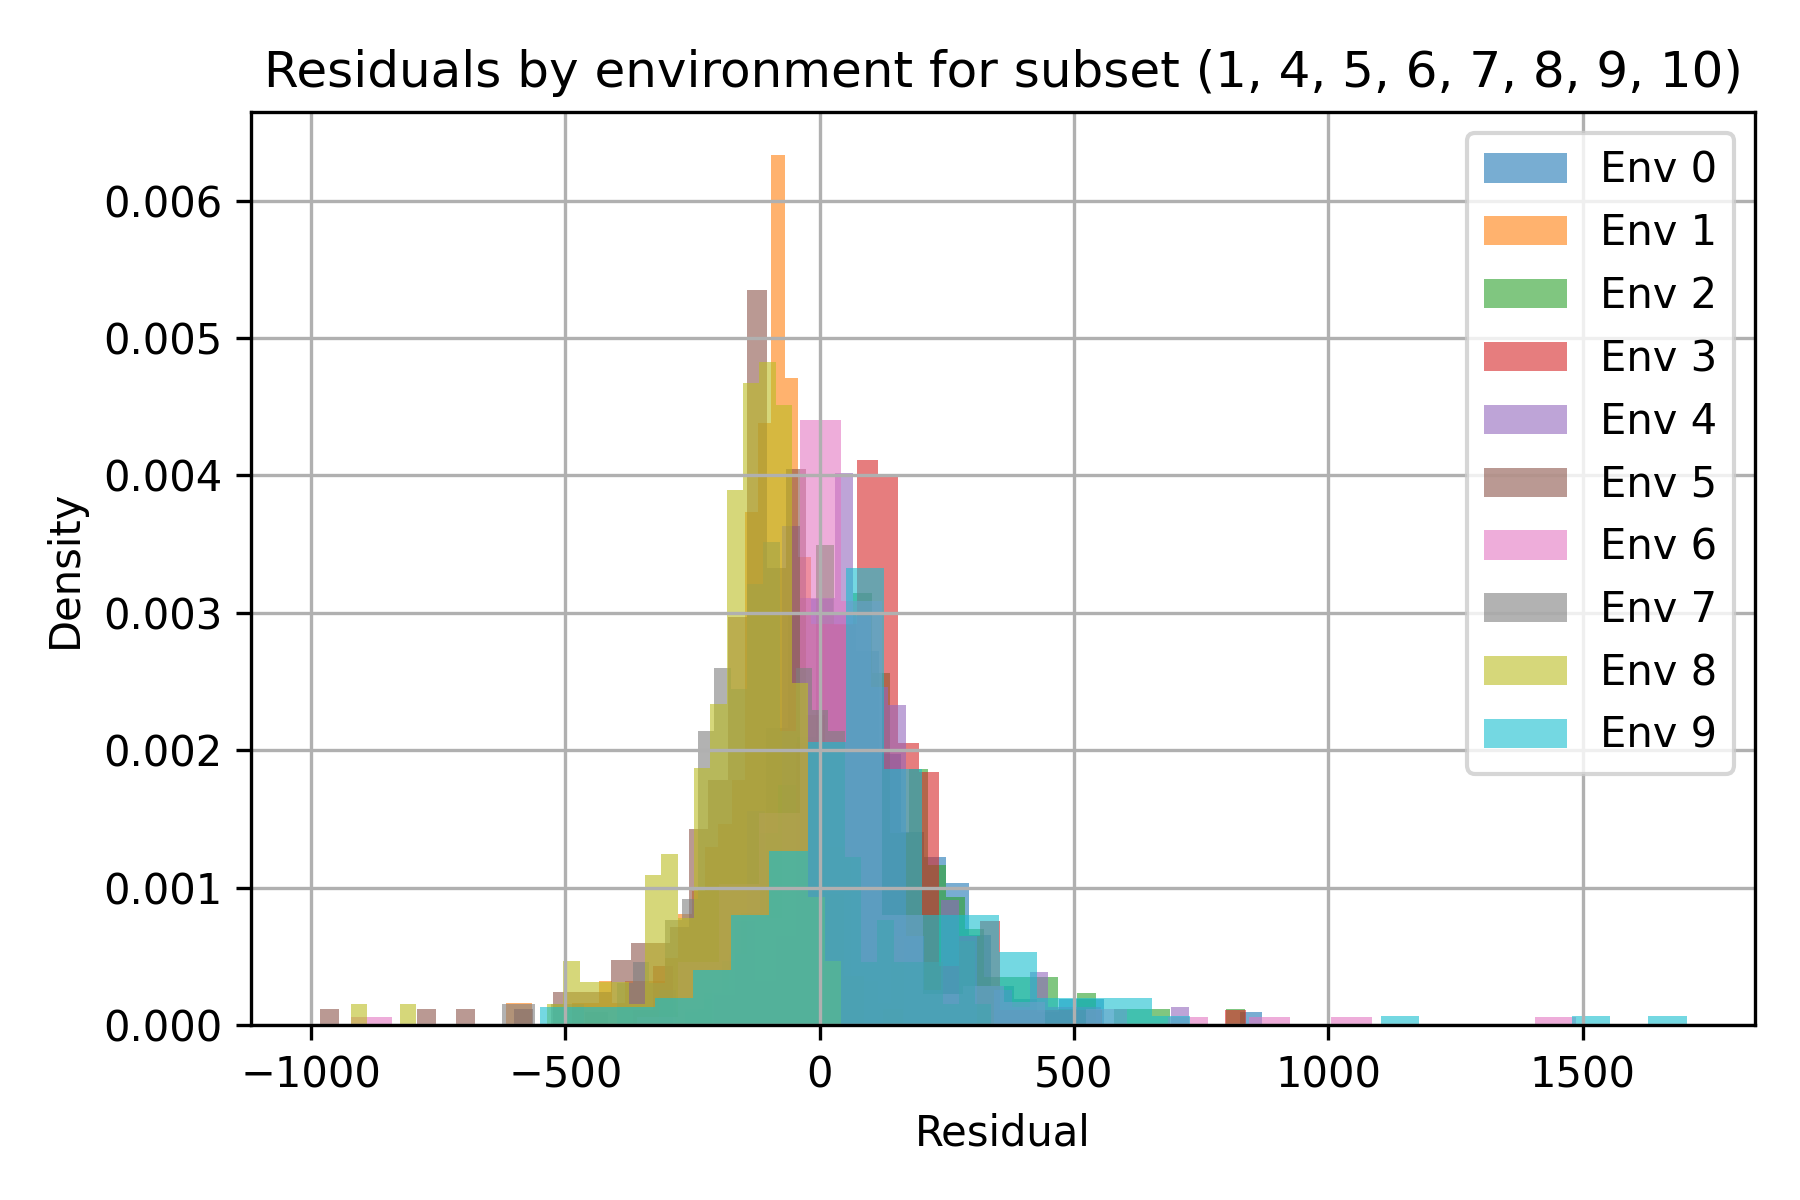 Residuals by environment for subset (1, 4, 5, 6, 7, 8, 9, 10)
Env 0
Env 1
Env 2
Env 3
Env 4
Env 5
Env 6
Env 7
Env 8
Env 9
Density
0.006
0.005
0.004
0.003
0.002
0.001
0.000
−1000 −500 0 500 1000 1500
Residual